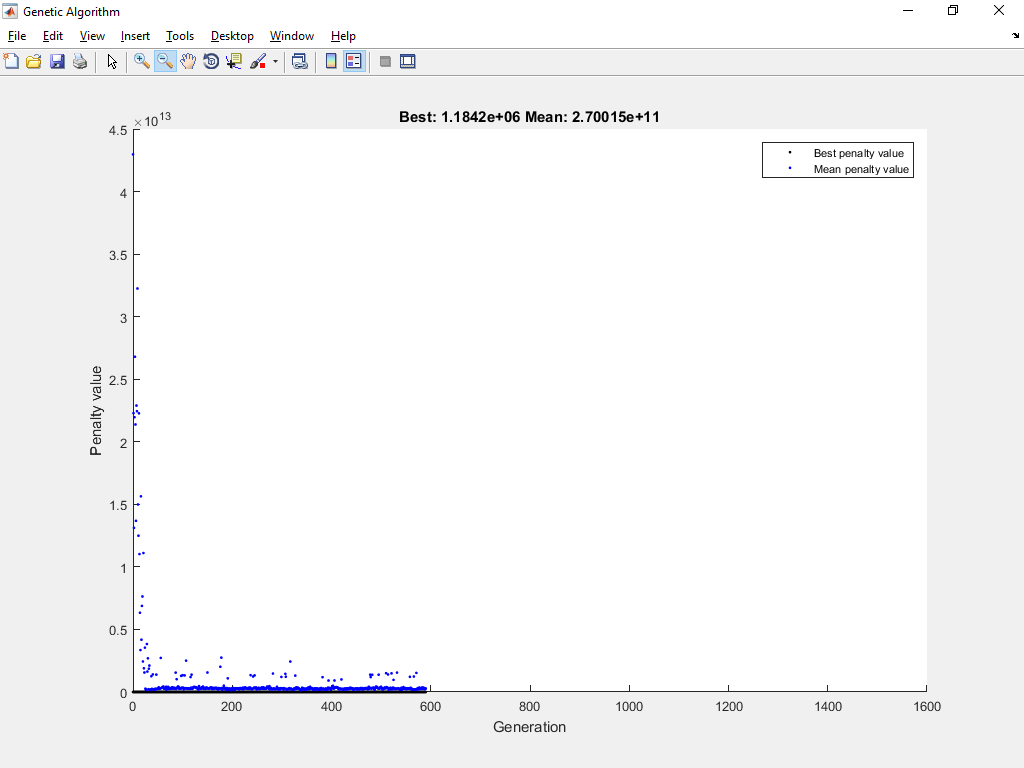 Genetic Algorithm
File Edit View Insert Tools Desktop Window Help
Best: 1.1842e+06 Mean: 2.70015e+11
×10^13
4.5
4
3.5
3
2.5
2
1.5
1
0.5
0
Penalty value
Best penalty value
Mean penalty value
0 200 400 600 800 1000 1200 1400 1600
Generation